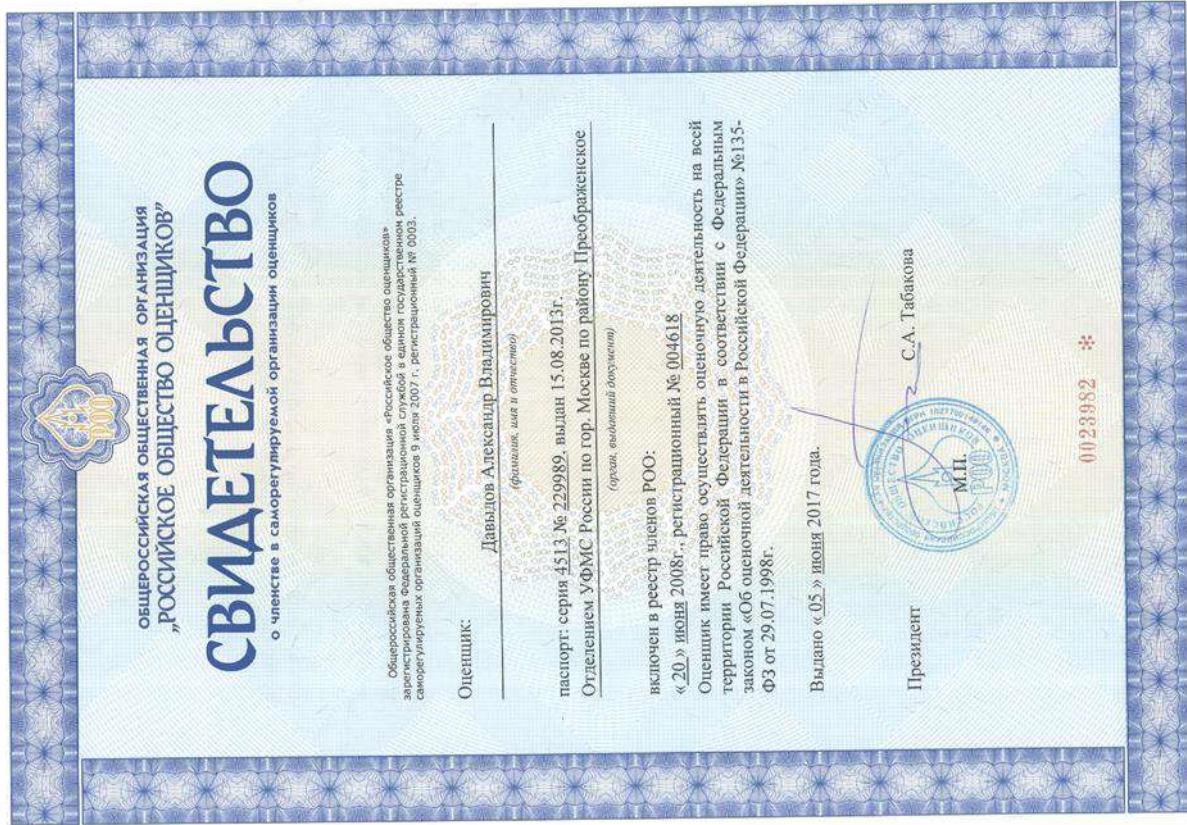 РОО
ОБЩЕРОССИЙСКАЯ ОБЩЕСТВЕННАЯ ОРГАНИЗАЦИЯ
„РОССИЙСКОЕ ОБЩЕСТВО ОЦЕНЩИКОВ”
СВИДЕТЕЛЬСТВО
о членстве в саморегулируемой организации оценщиков
Общероссийская общественная организация «Российское общество оценщиков»
зарегистрирована Федеральной регистрационной службой в едином государственном реестре
саморегулируемых организаций оценщиков 9 июля 2007 г. регистрационный № 0003.
Оценщик:
Давыдов Александр Владимирович
(фамилия, имя и отчество)
паспорт: серия 4513 № 229989, выдан 15.08.2013г.
Отделением УФМС России по гор. Москве по району Преображенское
(орган, выдавший документ)
включен в реестр членов РОО:
« 20 » июня 2008г., регистрационный № 004618
Оценщик имеет право осуществлять оценочную деятельность на всей
территории Российской Федерации в соответствии с Федеральным
законом «Об оценочной деятельности в Российской Федерации» №135-
ФЗ от 29.07.1998г.
Выдано « 05 » июня 2017 года.
Президент С.А. Табакова
М.П.
РОО
0023982 *